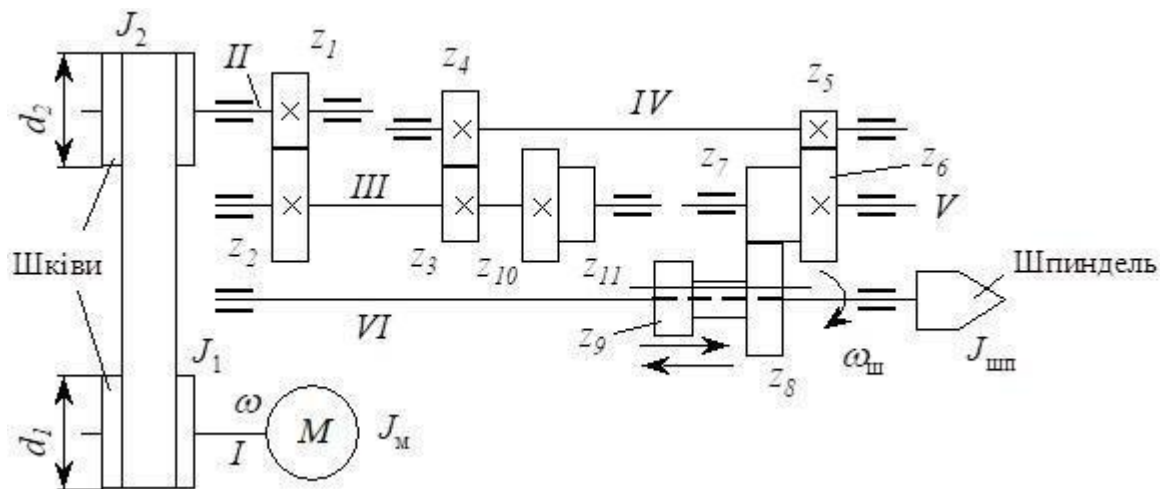 J₂
z₁
II
z₄
z₅
IV
d₂
z₇
z₆
III
V
z₂
z₃
z₁₀
z₁₁
Шківи
Шпиндель
VI
z₉
J₁
z₈
ωш
Jшп
ω
d₁
M
Jм
I